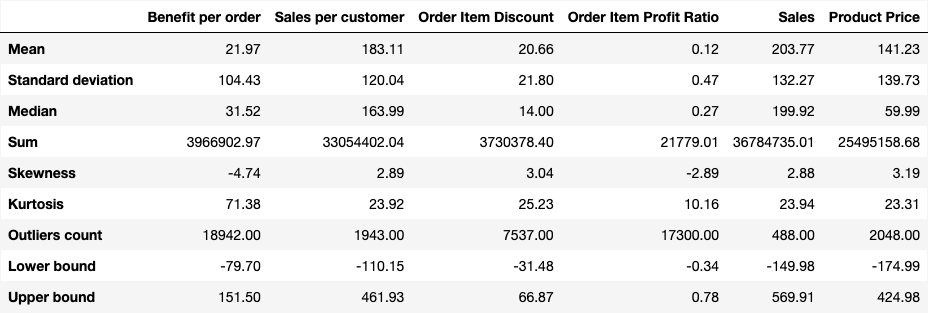 Benefit per order Sales per customer Order Item Discount Order Item Profit Ratio Sales Product Price
Mean 21.97 183.11 20.66 0.12 203.77 141.23
Standard deviation 104.43 120.04 21.80 0.47 132.27 139.73
Median 31.52 163.99 14.00 0.27 199.92 59.99
Sum 3966902.97 33054402.04 3730378.40 21779.01 36784735.01 25495158.68
Skewness -4.74 2.89 3.04 -2.89 2.88 3.19
Kurtosis 71.38 23.92 25.23 10.16 23.94 23.31
Outliers count 18942.00 1943.00 7537.00 17300.00 488.00 2048.00
Lower bound -79.70 -110.15 -31.48 -0.34 -149.98 -174.99
Upper bound 151.50 461.93 66.87 0.78 569.91 424.98